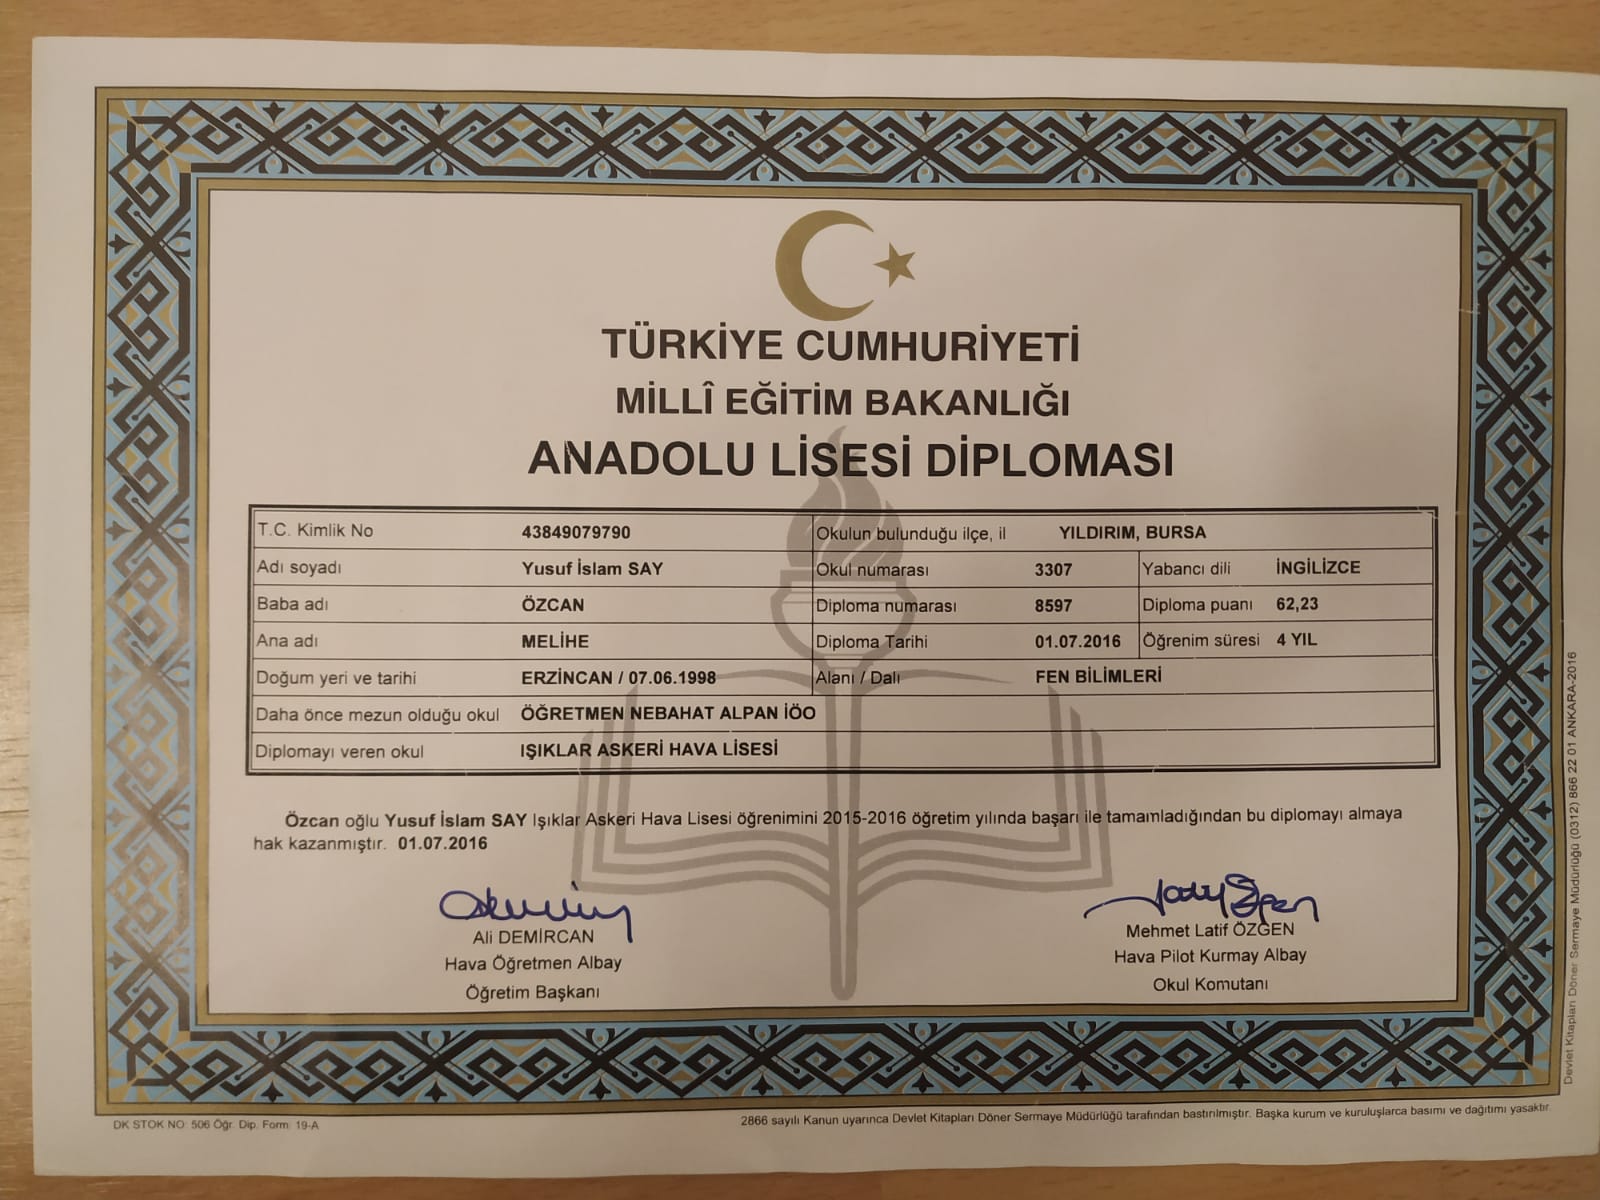 TÜRKİYE CUMHURİYETİ
MİLLÎ EĞİTİM BAKANLIĞI
ANADOLU LİSESİ DİPLOMASI
T.C. Kimlik No 43849079790 Okulun bulunduğu ilçe, il YILDIRIM, BURSA
Adı soyadı Yusuf İslam SAY Okul numarası 3307 Yabancı dili İNGİLİZCE
Baba adı ÖZCAN Diploma numarası 8597 Diploma puanı 62,23
Ana adı MELİHE Diploma Tarihi 01.07.2016 Öğrenim süresi 4 YIL
Doğum yeri ve tarihi ERZİNCAN / 07.06.1998 Alanı / Dalı FEN BİLİMLERİ
Daha önce mezun olduğu okul ÖĞRETMEN NEBAHAT ALPAN İÖO
Diplomayı veren okul IŞIKLAR ASKERİ HAVA LİSESİ
Özcan oğlu Yusuf İslam SAY Işıklar Askeri Hava Lisesi öğrenimini 2015-2016 öğretim yılında başarı ile tamamladığından bu diplomayı almaya
hak kazanmıştır. 01.07.2016
Ali DEMİRCAN
Hava Öğretmen Albay
Öğretim Başkanı
Mehmet Latif ÖZGEN
Hava Pilot Kurmay Albay
Okul Komutanı
DK STOK NO: 506 Öğr. Dip. Form: 19-A
2866 sayılı Kanun uyarınca Devlet Kitapları Döner Sermaye Müdürlüğü tarafından bastırılmıştır. Başka kurum ve kuruluşlarca basımı ve dağıtımı yasaktır.
Devlet Kitapları Döner Sermaye Müdürlüğü (0312) 866 22 01 ANKARA-2016